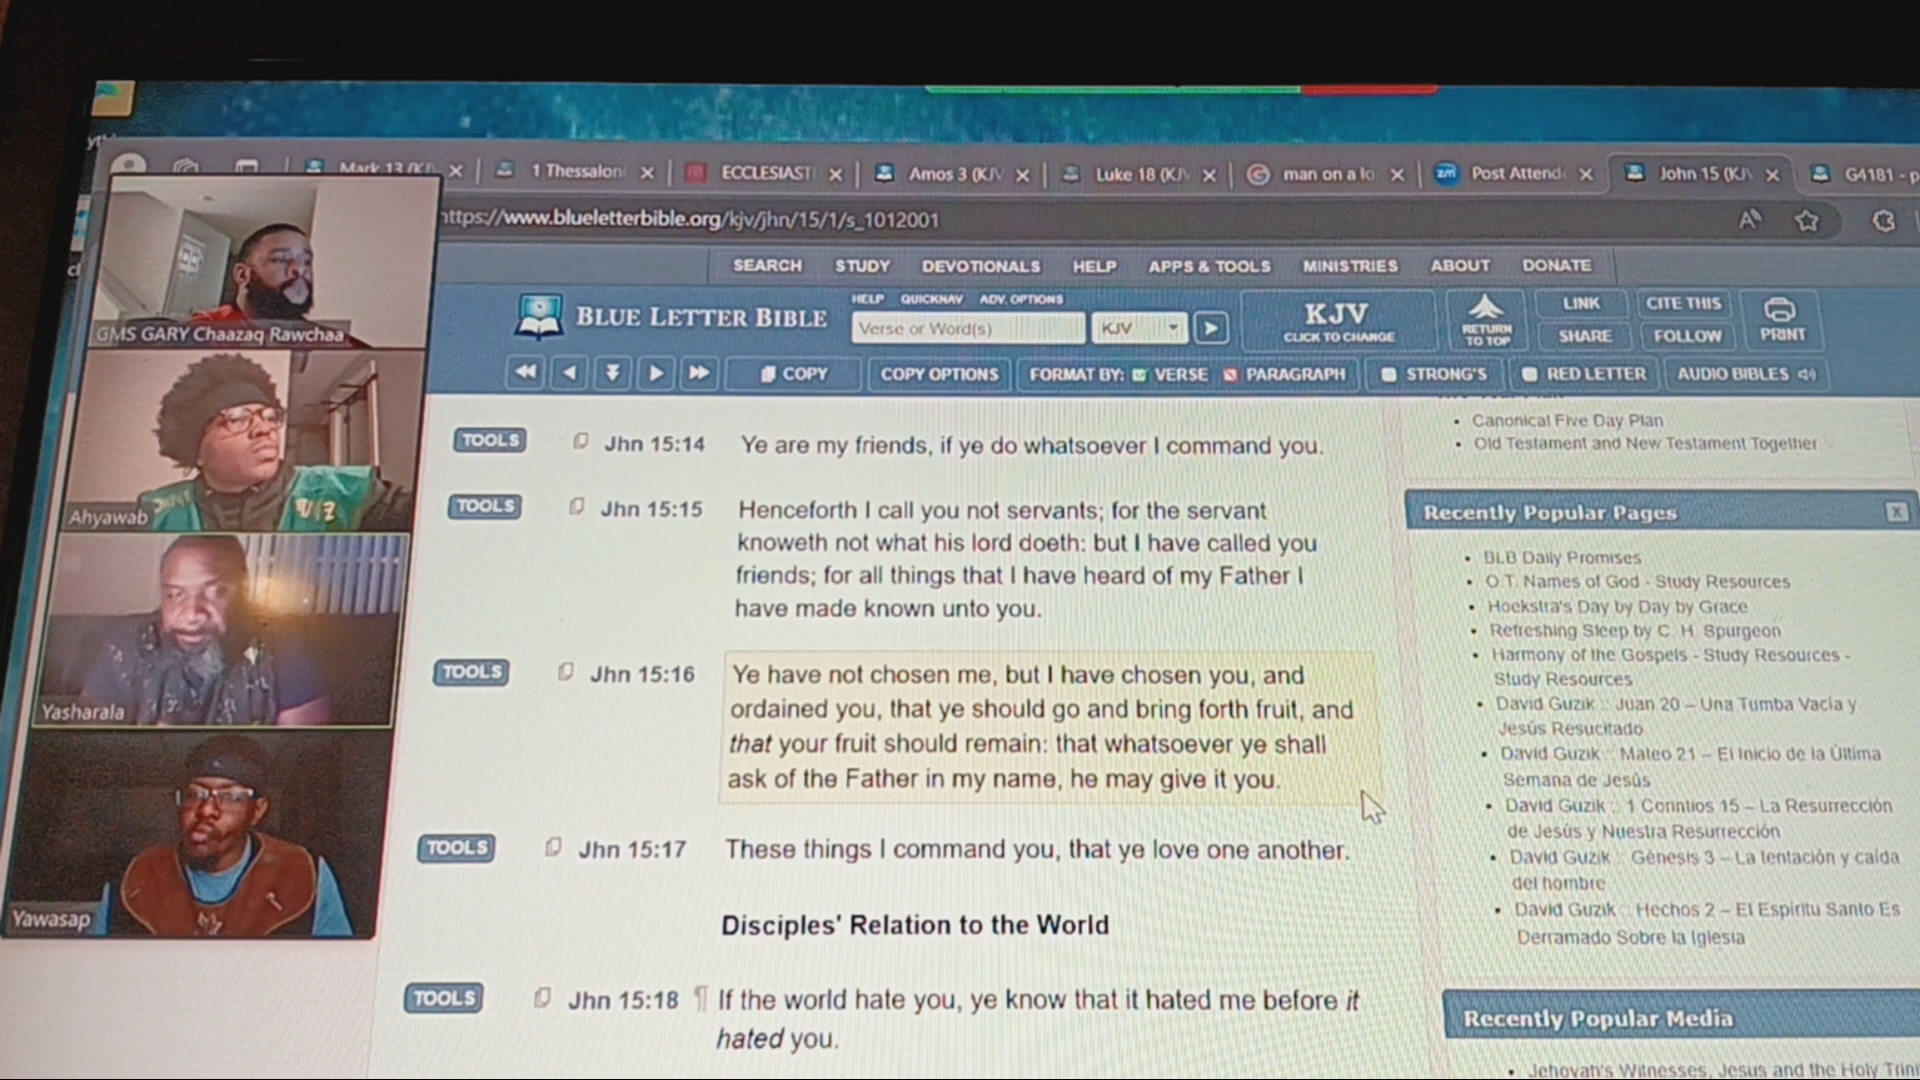 Mark 13 (KJV
1 Thessaloni
ECCLESIAST
Amos 3 (KJV
Luke 18 (KJV
man on a lo
zm
Post Attend
John 15 (KJV
G4181 - p
ttps://www.blueletterbible.org/kjv/jhn/15/1/s_1012001
SEARCH STUDY DEVOTIONALS HELP APPS & TOOLS MINISTRIES ABOUT DONATE
BLUE LETTER BIBLE
HELP QUICKNAV ADV. OPTIONS
Verse or Word(s)
KJV
KJV
CLICK TO CHANGE
RETURN
TO TOP
LINK
CITE THIS
SHARE
FOLLOW
PRINT
COPY
COPY OPTIONS
FORMAT BY: VERSE PARAGRAPH
STRONG'S
RED LETTER
AUDIO BIBLES
GMS GARY Chaazaq Rawchaa
Ahyawab
Yasharala
Yawasap
TOOLS Jhn 15:14 Ye are my friends, if ye do whatsoever I command you.
TOOLS Jhn 15:15 Henceforth I call you not servants; for the servant
knoweth not what his lord doeth: but I have called you
friends; for all things that I have heard of my Father I
have made known unto you.
TOOLS Jhn 15:16 Ye have not chosen me, but I have chosen you, and
ordained you, that ye should go and bring forth fruit, and
that your fruit should remain: that whatsoever ye shall
ask of the Father in my name, he may give it you.
TOOLS Jhn 15:17 These things I command you, that ye love one another.
Disciples' Relation to the World
TOOLS Jhn 15:18 ¶ If the world hate you, ye know that it hated me before it
hated you.
• Canonical Five Day Plan
• Old Testament and New Testament Together
Recently Popular Pages
x
• BLB Daily Promises
• O.T. Names of God - Study Resources
• Hoekstra's Day by Day by Grace
• Refreshing Sleep by C. H. Spurgeon
• Harmony of the Gospels - Study Resources -
Study Resources
• David Guzik :: Juan 20 – Una Tumba Vacía y
Jesús Resucitado
• David Guzik :: Mateo 21 – El Inicio de la Última
Semana de Jesús
• David Guzik :: 1 Corintios 15 – La Resurrección
de Jesús y Nuestra Resurrección
• David Guzik :: Génesis 3 – La tentación y caída
del hombre
• David Guzik :: Hechos 2 – El Espíritu Santo Es
Derramado Sobre la Iglesia
Recently Popular Media
• Jehovah's Witnesses, Jesus and the Holy Trini